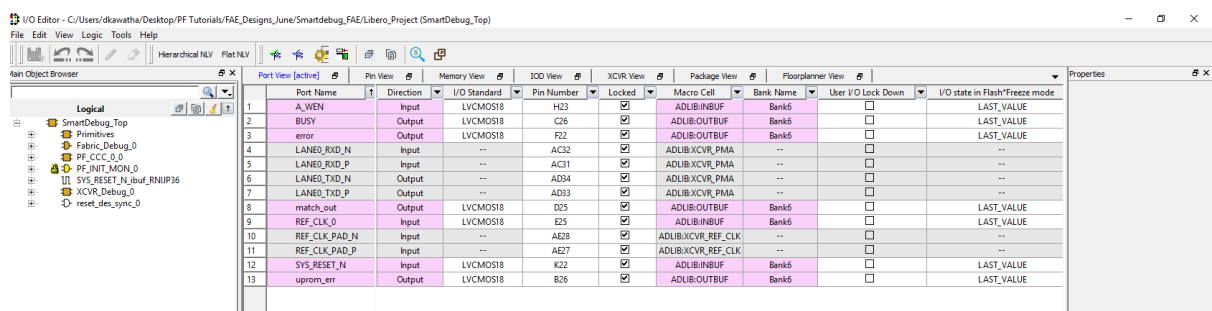 I/O Editor - C:/Users/dkawatha/Desktop/PF Tutorials/FAE_Designs_June/Smartdebug_FAE/Libero_Project (SmartDebug_Top)
File Edit View Logic Tools Help
Hierarchical NLV Flat NLV
Main Object Browser
Port View [active] Pin View Memory View IOD View XCVR View Package View Floorplanner View
Properties
Logical
SmartDebug_Top
Primitives
Fabric_Debug_0
PF_CCC_0_0
PF_INIT_MON_0
SYS_RESET_N_ibuf_RNIJP36
XCVR_Debug_0
reset_des_sync_0
Port Name Direction I/O Standard Pin Number Locked Macro Cell Bank Name User I/O Lock Down I/O state in Flash*Freeze mode
1 A_WEN Input LVCMOS18 H23 ADLIB:INBUF Bank6 LAST_VALUE
2 BUSY Output LVCMOS18 C26 ADLIB:OUTBUF Bank6 LAST_VALUE
3 error Output LVCMOS18 F22 ADLIB:OUTBUF Bank6 LAST_VALUE
4 LANE0_RXD_N Input -- AC32 ADLIB:XCVR_PMA -- --
5 LANE0_RXD_P Input -- AC31 ADLIB:XCVR_PMA -- --
6 LANE0_TXD_N Output -- AD34 ADLIB:XCVR_PMA -- --
7 LANE0_TXD_P Output -- AD33 ADLIB:XCVR_PMA -- --
8 match_out Output LVCMOS18 D25 ADLIB:OUTBUF Bank6 LAST_VALUE
9 REF_CLK_0 Input LVCMOS18 E25 ADLIB:INBUF Bank6 LAST_VALUE
10 REF_CLK_PAD_N Input -- AE28 ADLIB:XCVR_REF_CLK -- --
11 REF_CLK_PAD_P Input -- AE27 ADLIB:XCVR_REF_CLK -- --
12 SYS_RESET_N Input LVCMOS18 K22 ADLIB:INBUF Bank6 LAST_VALUE
13 uprom_err Output LVCMOS18 B26 ADLIB:OUTBUF Bank6 LAST_VALUE